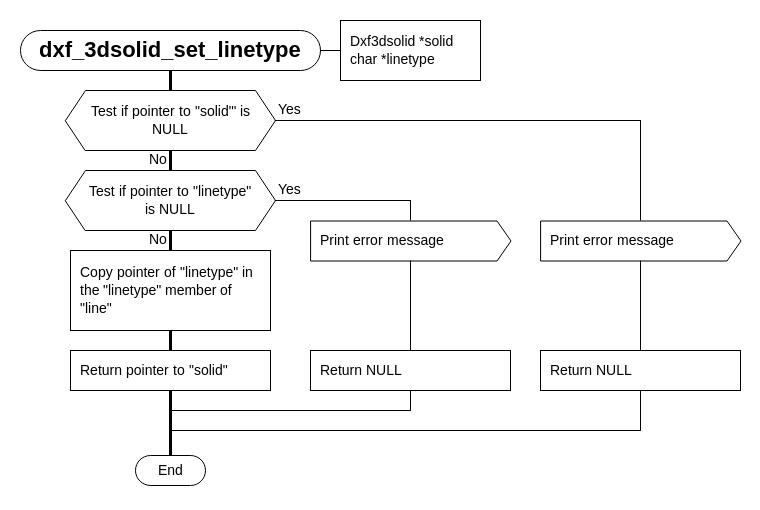 dxf_3dsolid_set_linetype
Dxf3dsolid *solid
char *linetype
Test if pointer to "solid'" is
NULL
Yes
No
Test if pointer to "linetype"
is NULL
Yes
No
Print error message
Print error message
Copy pointer of "linetype" in
the "linetype" member of
"line"
Return pointer to "solid"
Return NULL
Return NULL
End